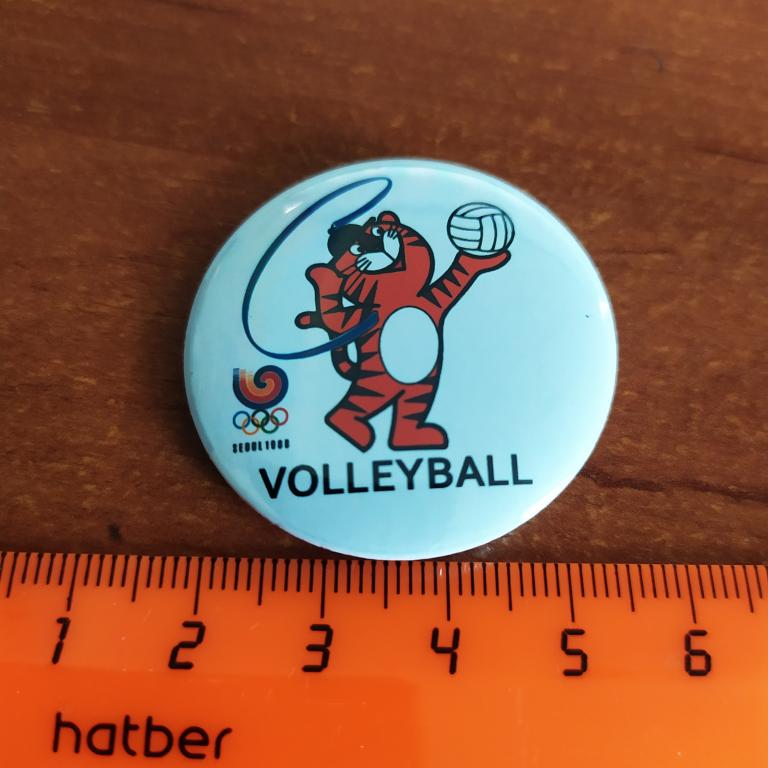 SEOUL 1988
VOLLEYBALL
1 2 3 4 5 6
hatber